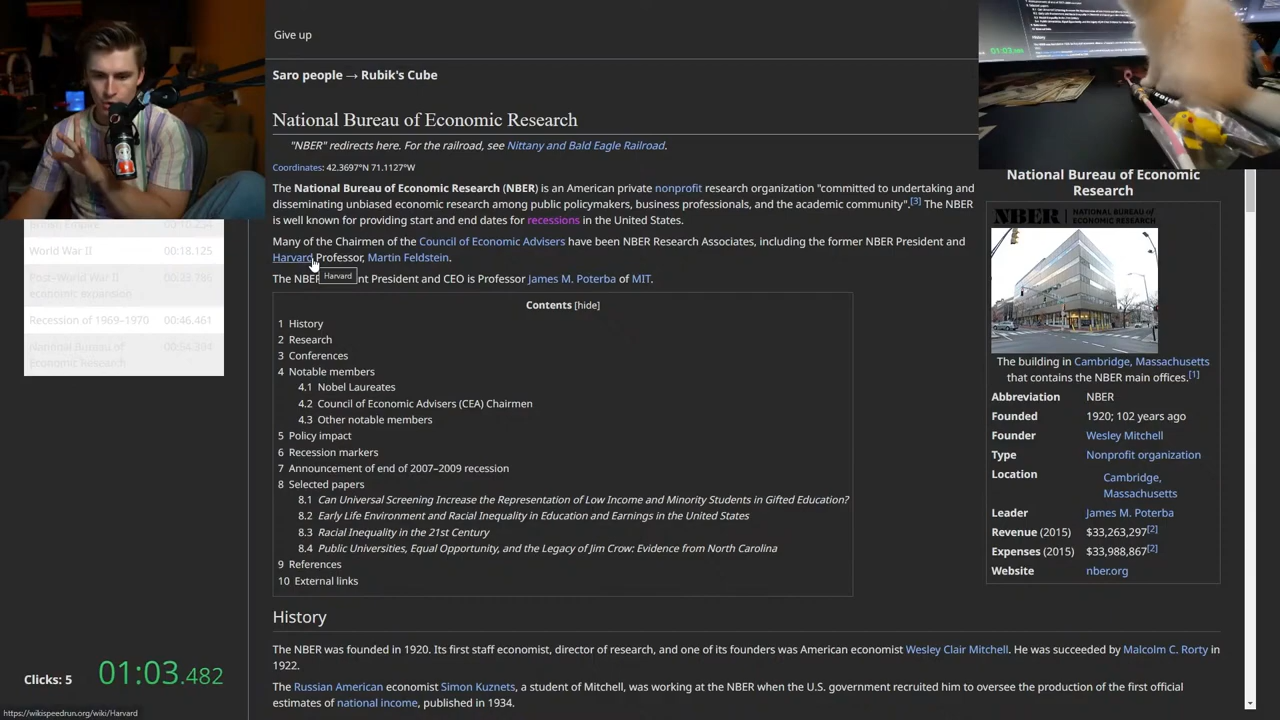 Give up
Saro people → Rubik's Cube
National Bureau of Economic Research
"NBER" redirects here. For the railroad, see Nittany and Bald Eagle Railroad.
Coordinates: 42.3697°N 71.1127°W
The National Bureau of Economic Research (NBER) is an American private nonprofit research organization "committed to undertaking and
disseminating unbiased economic research among public policymakers, business professionals, and the academic community".[3] The NBER
is well known for providing start and end dates for recessions in the United States.
Many of the Chairmen of the Council of Economic Advisers have been NBER Research Associates, including the former NBER President and
Harvard Professor, Martin Feldstein.
Harvard
The NBER nt President and CEO is Professor James M. Poterba of MIT.
Contents [hide]
1 History
2 Research
3 Conferences
4 Notable members
4.1 Nobel Laureates
4.2 Council of Economic Advisers (CEA) Chairmen
4.3 Other notable members
5 Policy impact
6 Recession markers
7 Announcement of end of 2007–2009 recession
8 Selected papers
8.1 Can Universal Screening Increase the Representation of Low Income and Minority Students in Gifted Education?
8.2 Early Life Environment and Racial Inequality in Education and Earnings in the United States
8.3 Racial Inequality in the 21st Century
8.4 Public Universities, Equal Opportunity, and the Legacy of Jim Crow: Evidence from North Carolina
9 References
10 External links
History
The NBER was founded in 1920. Its first staff economist, director of research, and one of its founders was American economist Wesley Clair Mitchell. He was succeeded by Malcolm C. Rorty in
1922.
The Russian American economist Simon Kuznets, a student of Mitchell, was working at the NBER when the U.S. government recruited him to oversee the production of the first official
estimates of national income, published in 1934.
National Bureau of Economic
Research
NBER | NATIONAL BUREAU OF
ECONOMIC RESEARCH
The building in Cambridge, Massachusetts
that contains the NBER main offices.[1]
Abbreviation NBER
Founded 1920; 102 years ago
Founder Wesley Mitchell
Type Nonprofit organization
Location Cambridge,
Massachusetts
Leader James M. Poterba
Revenue (2015) $33,263,297[2]
Expenses (2015) $33,988,867[2]
Website nber.org
World War II 00:18.125
Post–World War II
economic expansion 00:23.786
Recession of 1969–1970 00:46.461
National Bureau of
Economic Research 00:54.394
Clicks: 5 01:03.482
https://wikispeedrun.org/wiki/Harvard